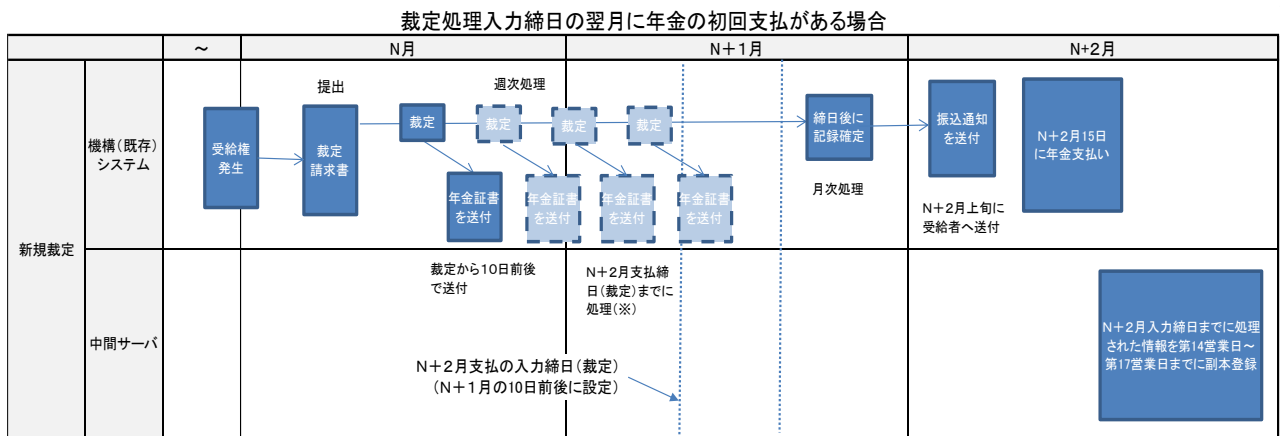 裁定処理入力締日の翌月に年金の初回支払がある場合
～
N月
N＋1月
N+2月
新規裁定
機構(既存)
システム
受給権
発生
提出
裁定
請求書
週次処理
裁定
裁定
裁定
裁定
年金証書
を送付
年金証書
を送付
年金証書
を送付
年金証書
を送付
締日後に
記録確定
月次処理
振込通知
を送付
N＋2月上旬に
受給者へ送付
N＋2月15日
に年金支払い
中間サーバ
裁定から10日前後
で送付
N＋2月支払締
日(裁定)までに
処理(※)
N＋2月支払の入力締日(裁定)
(N＋1月の10日前後に設定)
N＋2月入力締日までに処理
された情報を第14営業日～
第17営業日までに副本登録